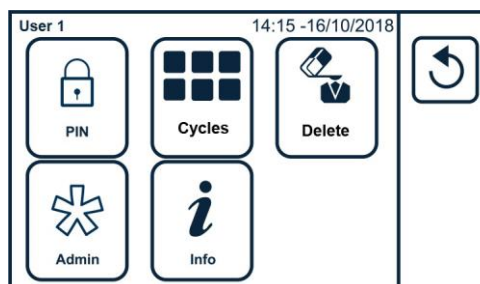 User 1 14:15 -16/10/2018
PIN Cycles Delete
Admin Info